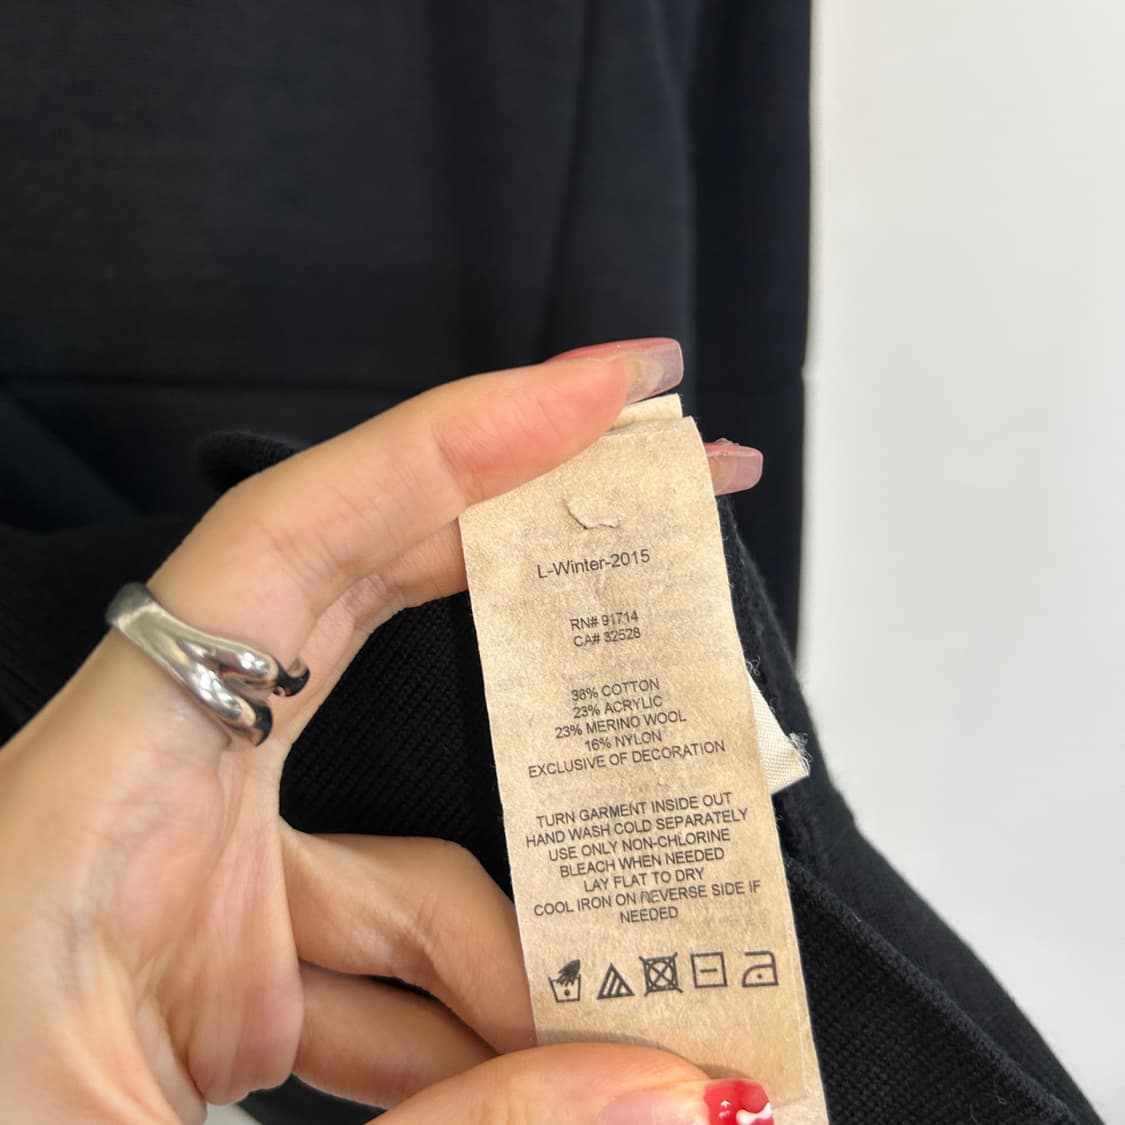 L-Winter-2015
RN# 91714
CA# 32528
38% COTTON
23% ACRYLIC
23% MERINO WOOL
16% NYLON
EXCLUSIVE OF DECORATION
TURN GARMENT INSIDE OUT
HAND WASH COLD SEPARATELY
USE ONLY NON-CHLORINE
BLEACH WHEN NEEDED
LAY FLAT TO DRY
COOL IRON ON REVERSE SIDE IF
NEEDED